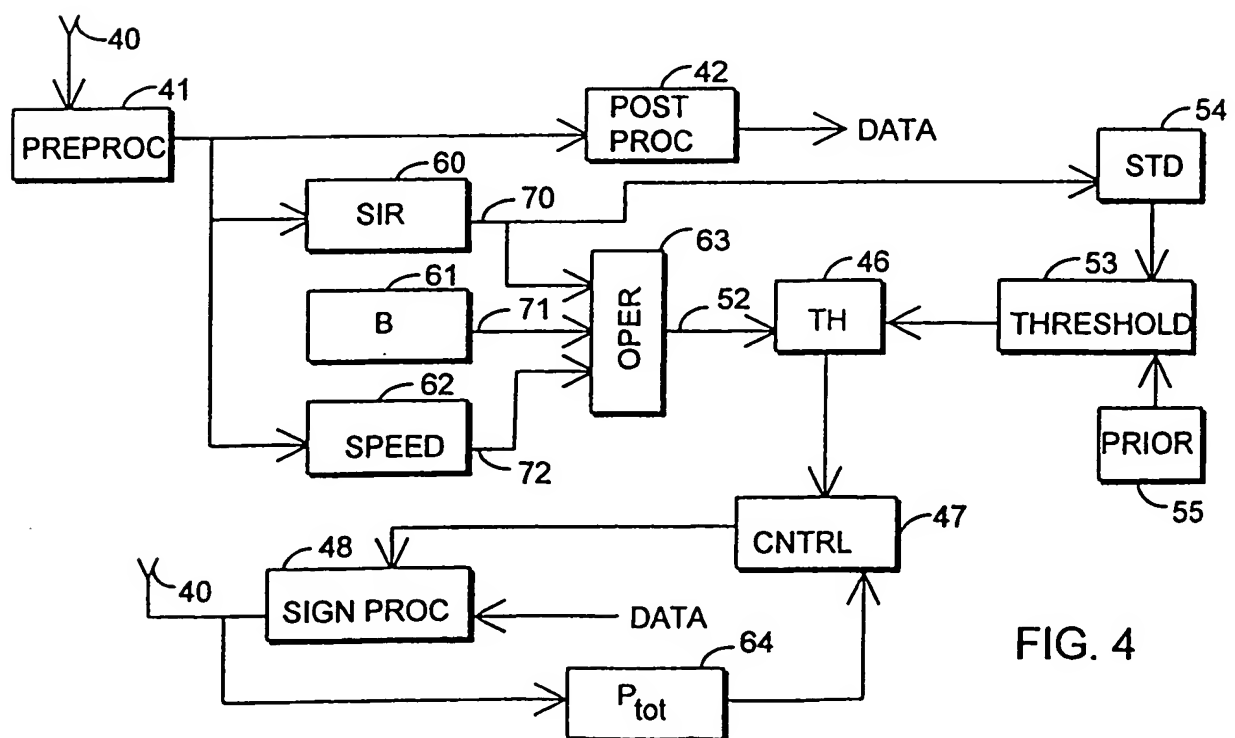 40
41
PREPROC
42
POST
PROC
DATA
54
STD
60
SIR
70
63
OPER
61
B
71
52
46
TH
53
THRESHOLD
62
SPEED
72
PRIOR
55
47
CNTRL
48
40
SIGN PROC
DATA
64
Ptot
FIG. 4